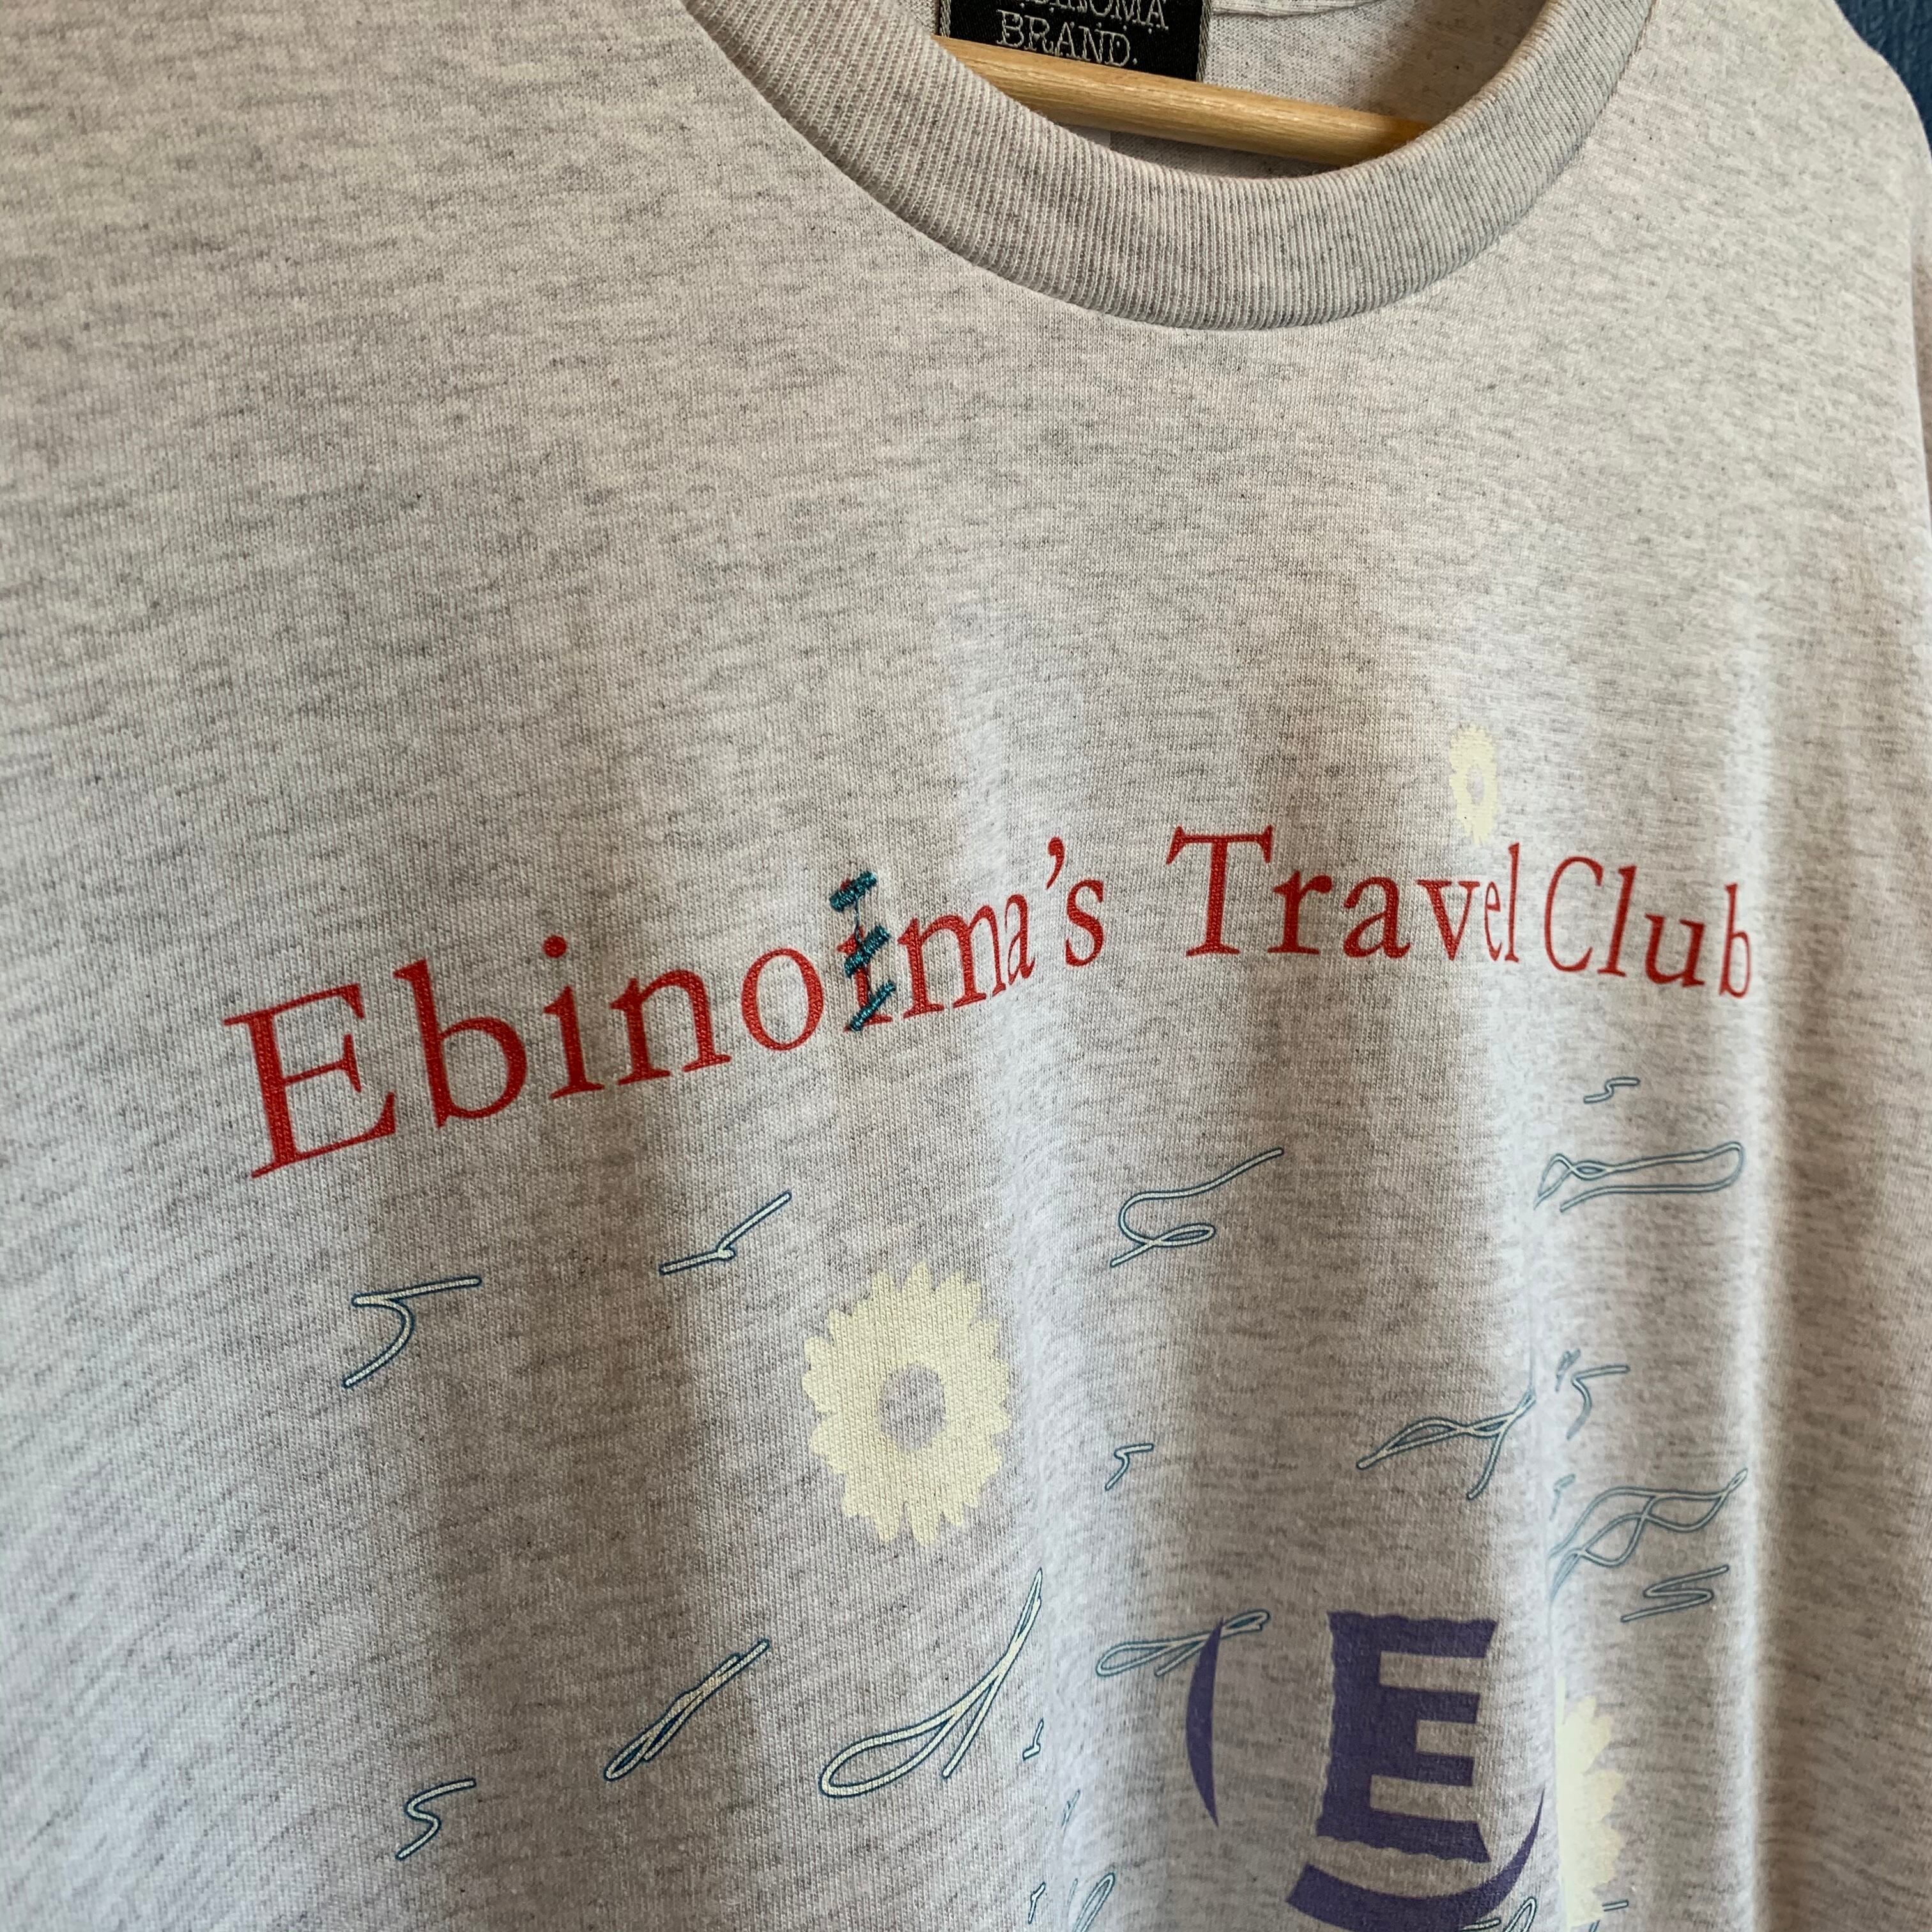 BRAND.
Ebinoima's Travel Club
E